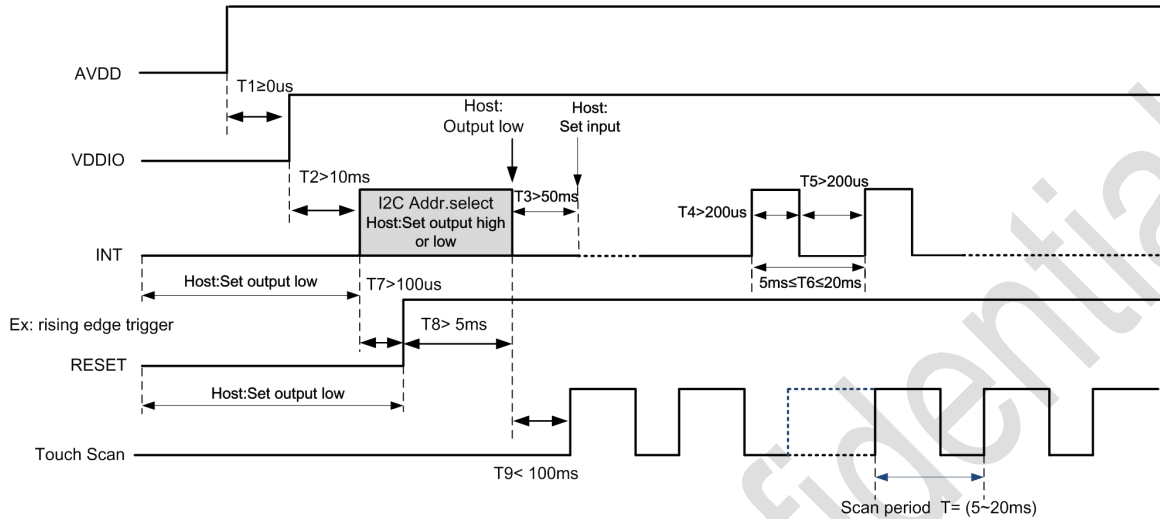 AVDD
T1≥0us
VDDIO
Host:
Output low
Host:
Set input
T2>10ms
I2C Addr.select
Host:Set output high
or low
T3>50ms
T4>200us
T5>200us
INT
5ms≤T6≤20ms
Host:Set output low
T7>100us
Ex: rising edge trigger
T8> 5ms
RESET
Host:Set output low
Touch Scan
T9< 100ms
Scan period T= (5~20ms)
fidential